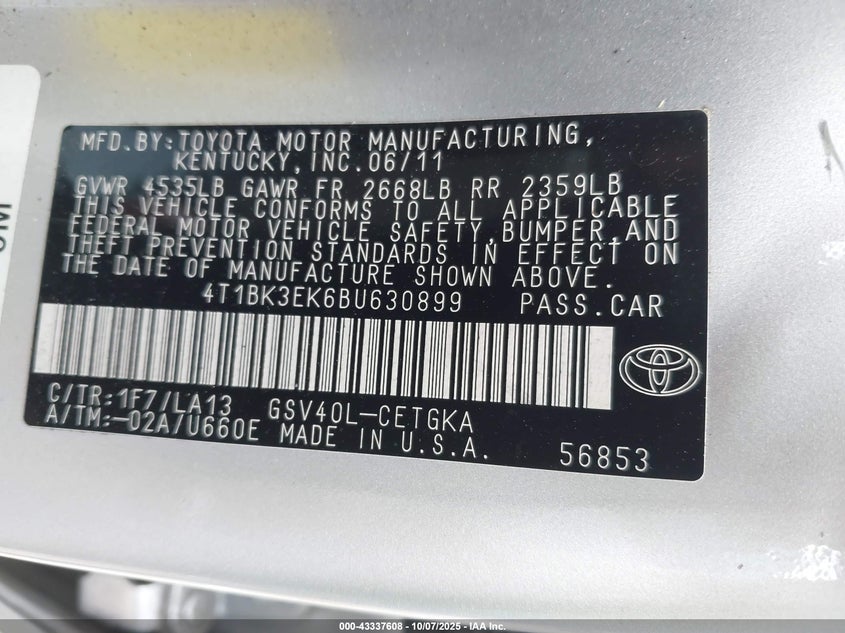 MFD.BY:TOYOTA MOTOR MANUFACTURING,
KENTUCKY, INC.06/11
GVWR 4535LB GAWR FR 2668LB RR 2359LB
THIS VEHICLE CONFORMS TO ALL APPLICABLE
FEDERAL MOTOR VEHICLE SAFETY,BUMPER,AND
THEFT PREVENTION STANDARDS IN EFFECT ON
THE DATE OF MANUFACTURE SHOWN ABOVE.
4T1BK3EK6BU630899 PASS.CAR
C/TR:1F7/LA13 GSV40L-CETGKA
A/TM:-02A/U660E MADE IN U.S.A.
56853
000-43337608 - 10/07/2025 - IAA Inc.